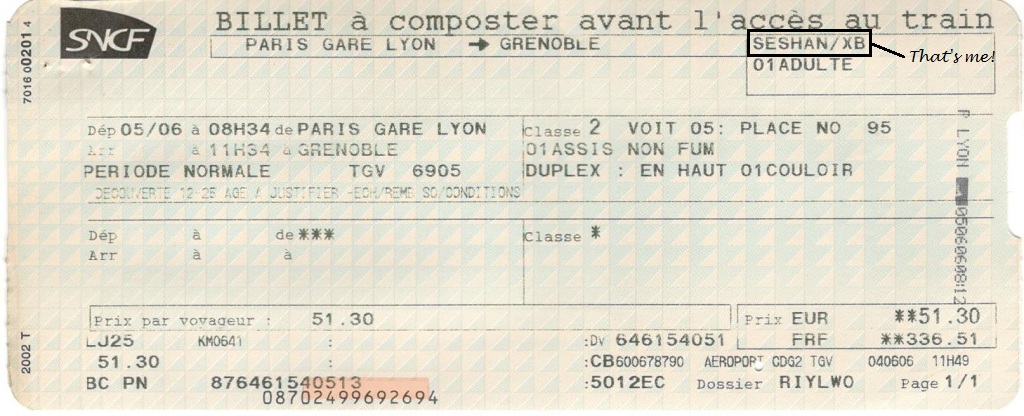 BILLET à composter avant l'accès au train
SNCF
PARIS GARE LYON → GRENOBLE
SESHAN/XB
That's me!
01ADULTE
7016 00201 4
Dép 05/06 à 08H34 de PARIS GARE LYON
Classe 2 VOIT 05: PLACE NO 95
Arr à 11H34 à GRENOBLE
01ASSIS NON FUM
PERIODE NORMALE TGV 6905
DUPLEX : EN HAUT 01COULOIR
DECOUVERTE 12-25 AGE A JUSTIFIER -ECH/REMB SO/CONDITIONS
P LYON 05060608:12
Dép à de ***
Classe *
Arr à à
Prix par voyageur : 51.30
Prix EUR **51.30
FRF **336.51
2002 T
LJ25 KM0641 : :DV 646154051
51.30 : :CB600678790 AEROPORT CDG2 TGV 040606 11H49
BC PN 876461540513 :5012EC Dossier RIYLWO Page 1/1
08702499692694